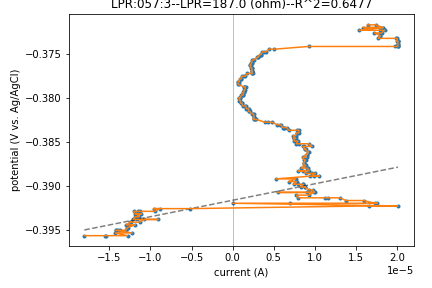 LPR:057:3--LPR=187.0 (ohm)--R^2=0.6477
−0.375
−0.380
−0.385
−0.390
−0.395
potential (V vs. Ag/AgCl)
−1.5 −1.0 −0.5 0.0 0.5 1.0 1.5 2.0
1e−5
current (A)